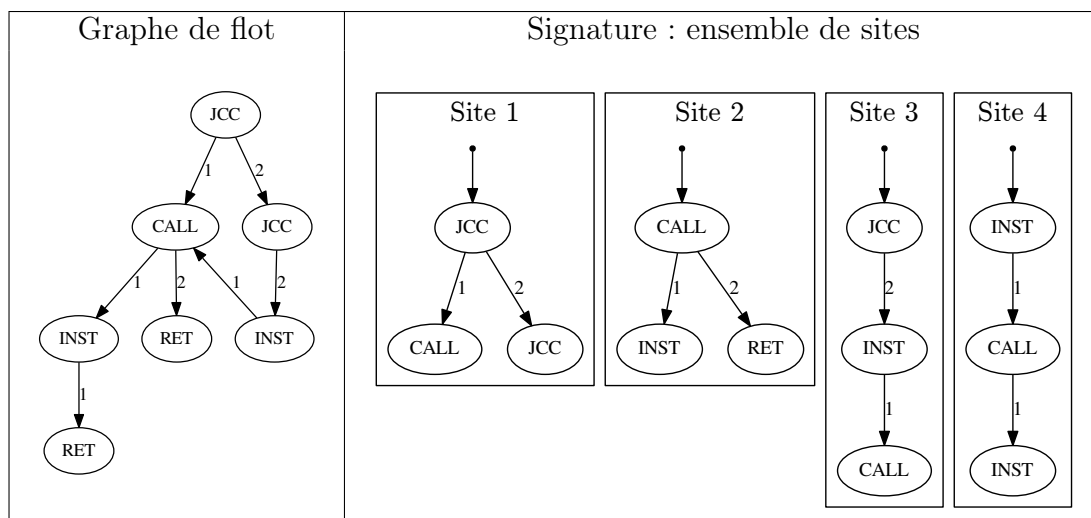 Graphe de flot
Signature : ensemble de sites
JCC
1
2
CALL
JCC
1
2
1
2
INST
RET
INST
1
RET
Site 1
JCC
1
2
CALL
JCC
Site 2
CALL
1
2
INST
RET
Site 3
JCC
2
INST
1
CALL
Site 4
INST
1
CALL
1
INST